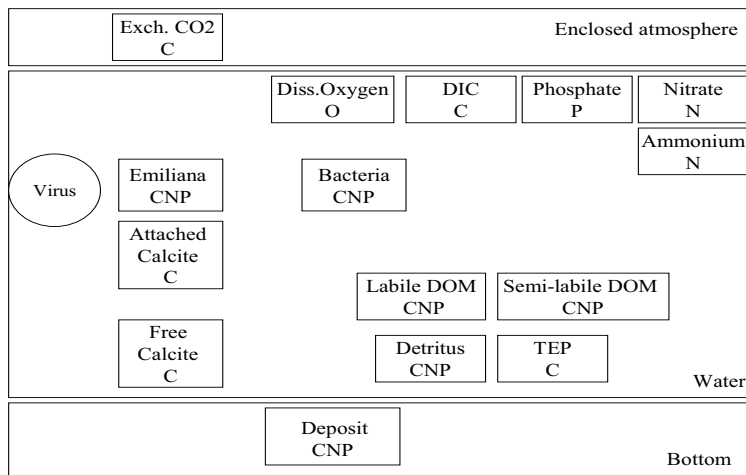 Exch. CO2
C
Enclosed atmosphere
Diss.Oxygen
O
DIC
C
Phosphate
P
Nitrate
N
Ammonium
N
Virus
Emiliana
CNP
Bacteria
CNP
Attached
Calcite
C
Labile DOM
CNP
Semi-labile DOM
CNP
Free
Calcite
C
Detritus
CNP
TEP
C
Water
Deposit
CNP
Bottom